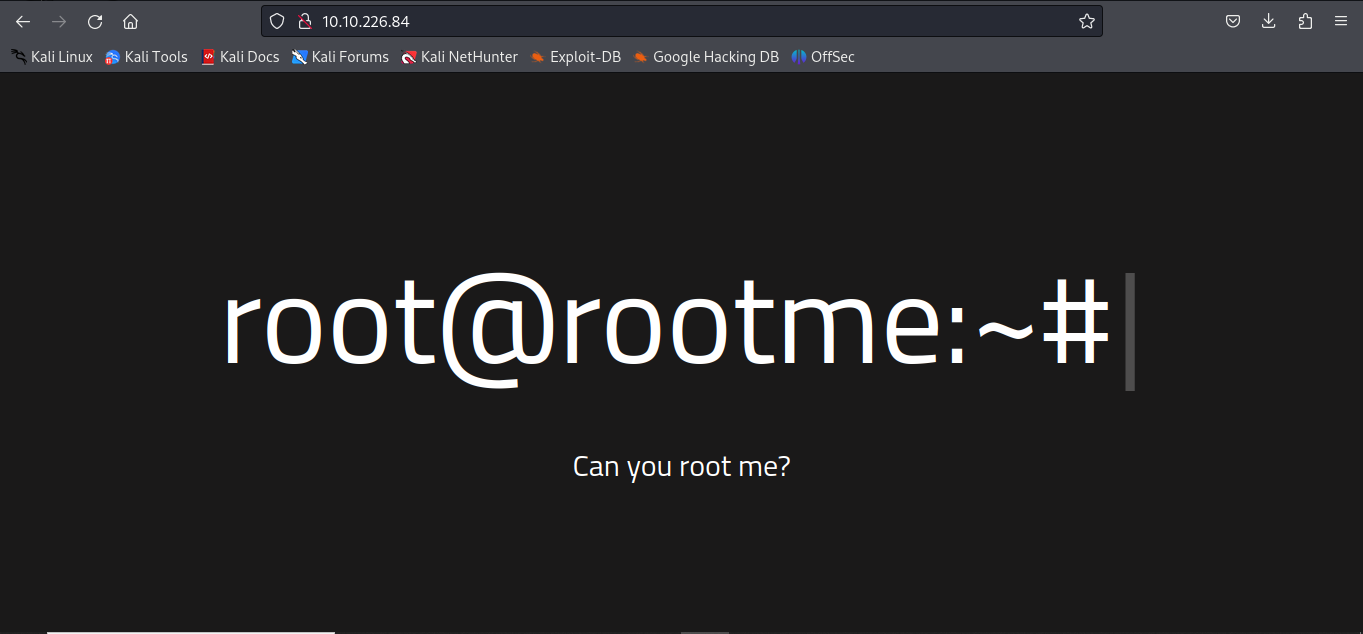 10.10.226.84
Kali Linux Kali Tools Kali Docs Kali Forums Kali NetHunter Exploit-DB Google Hacking DB OffSec
root@rootme:~#
Can you root me?